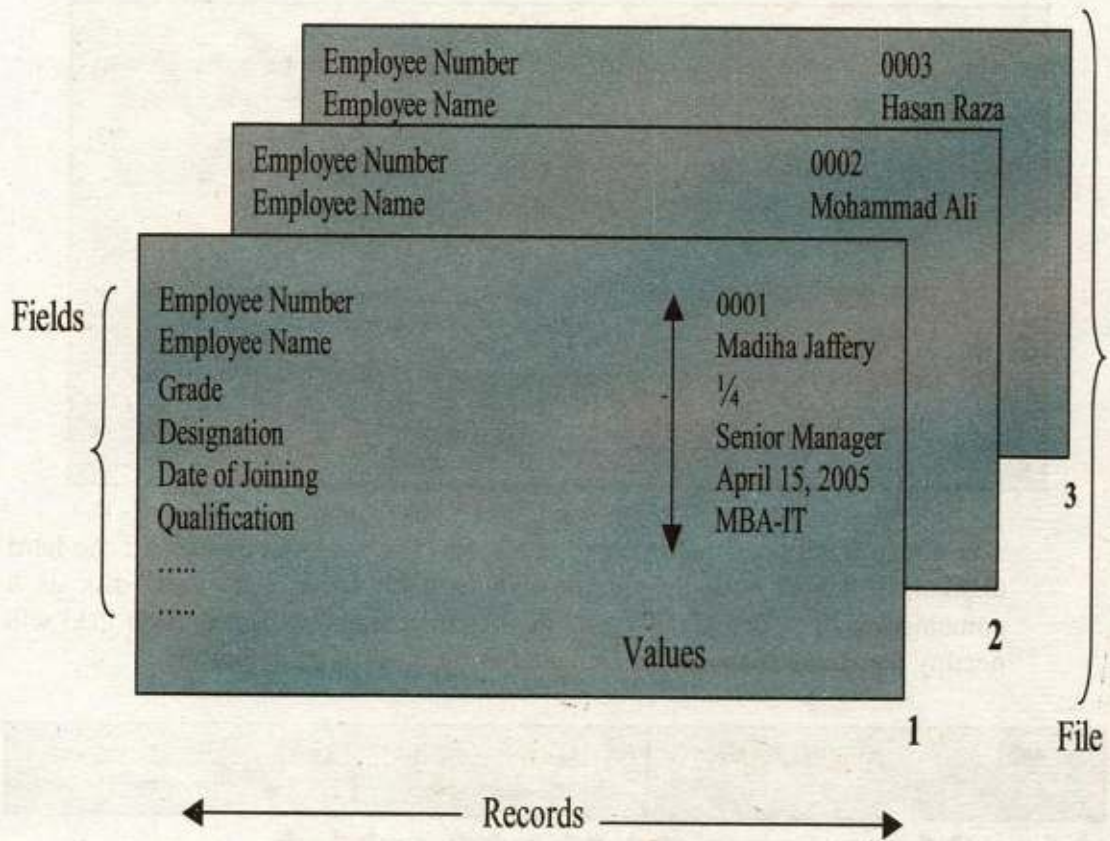 Employee Number 0003
Employee Name Hasan Raza
Employee Number 0002
Employee Name Mohammad Ali
Fields
Employee Number 0001
Employee Name Madiha Jaffery
Grade ¼
Designation Senior Manager
Date of Joining April 15, 2005
Qualification MBA-IT
.....
.....
Values
3
2
1
File
Records